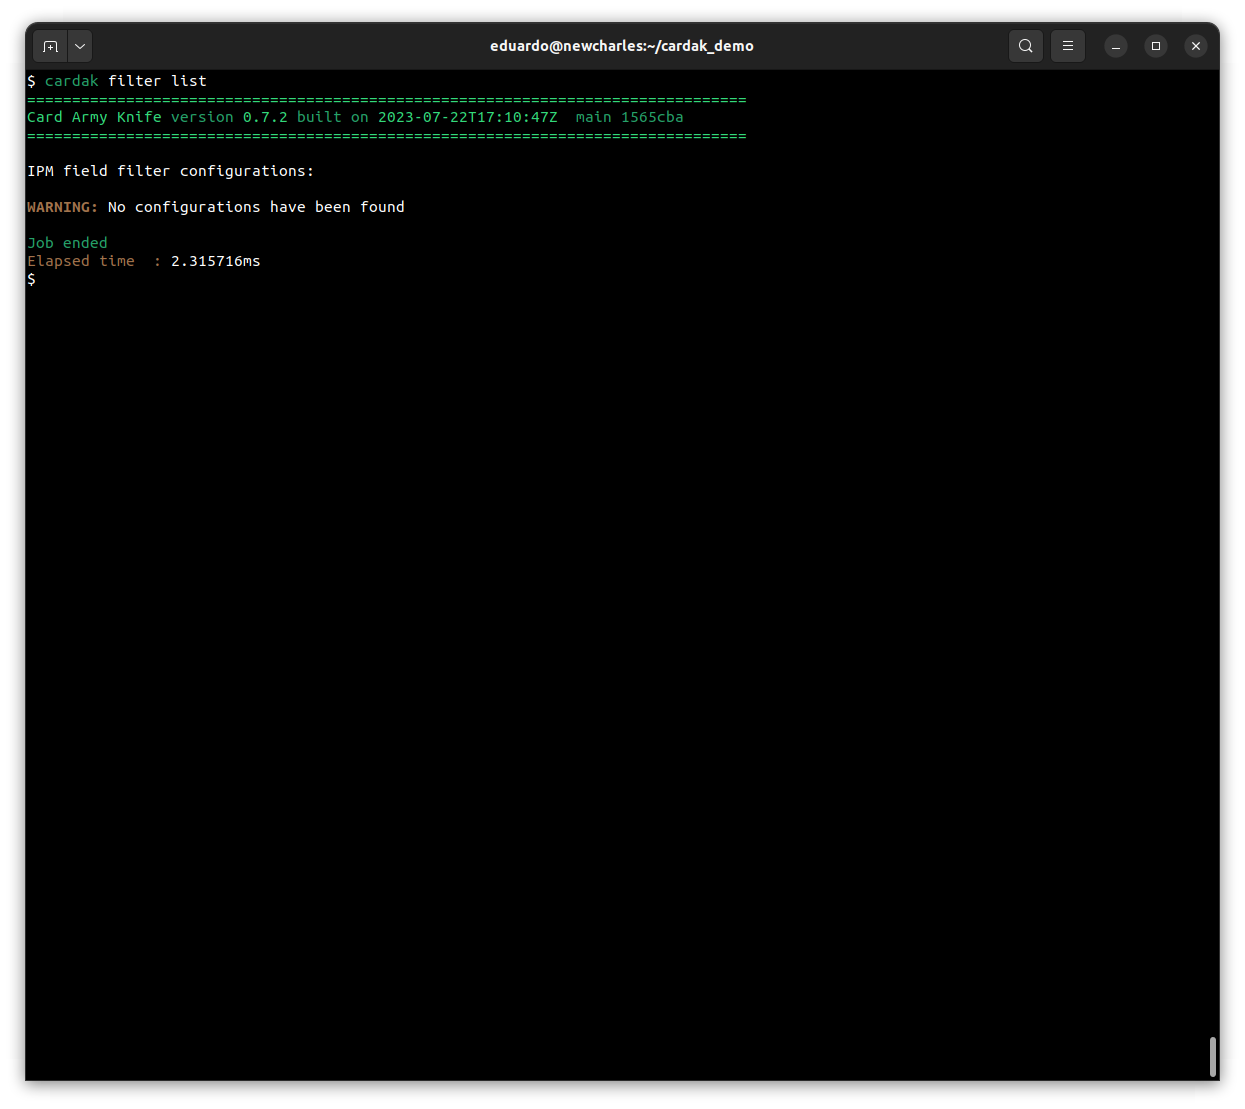 eduardo@newcharles:~/cardak_demo
$ cardak filter list
================================================================================
Card Army Knife version 0.7.2 built on 2023-07-22T17:10:47Z  main 1565cba
================================================================================
IPM field filter configurations:
WARNING: No configurations have been found
Job ended
Elapsed time  : 2.315716ms
$